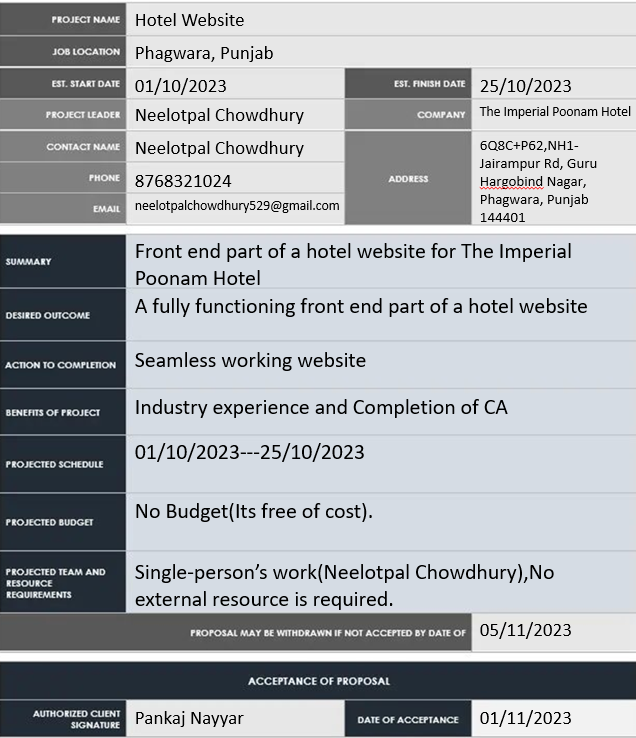 PROJECT NAME Hotel Website
JOB LOCATION Phagwara, Punjab
EST. START DATE 01/10/2023 EST. FINISH DATE 25/10/2023
PROJECT LEADER Neelotpal Chowdhury COMPANY The Imperial Poonam Hotel
CONTACT NAME Neelotpal Chowdhury
PHONE 8768321024
EMAIL neelotpalchowdhury529@gmail.com
ADDRESS
6Q8C+P62,NH1-
Jairampur Rd, Guru
Hargobind Nagar,
Phagwara, Punjab
144401
SUMMARY
Front end part of a hotel website for The Imperial
Poonam Hotel
DESIRED OUTCOME A fully functioning front end part of a hotel website
ACTION TO COMPLETION Seamless working website
BENEFITS OF PROJECT Industry experience and Completion of CA
PROJECTED SCHEDULE 01/10/2023---25/10/2023
PROJECTED BUDGET No Budget(Its free of cost).
PROJECTED TEAM AND
RESOURCE
REQUIREMENTS
Single-person’s work(Neelotpal Chowdhury),No
external resource is required.
PROPOSAL MAY BE WITHDRAWN IF NOT ACCEPTED BY DATE OF 05/11/2023
ACCEPTANCE OF PROPOSAL
AUTHORIZED CLIENT
SIGNATURE
Pankaj Nayyar DATE OF ACCEPTANCE 01/11/2023